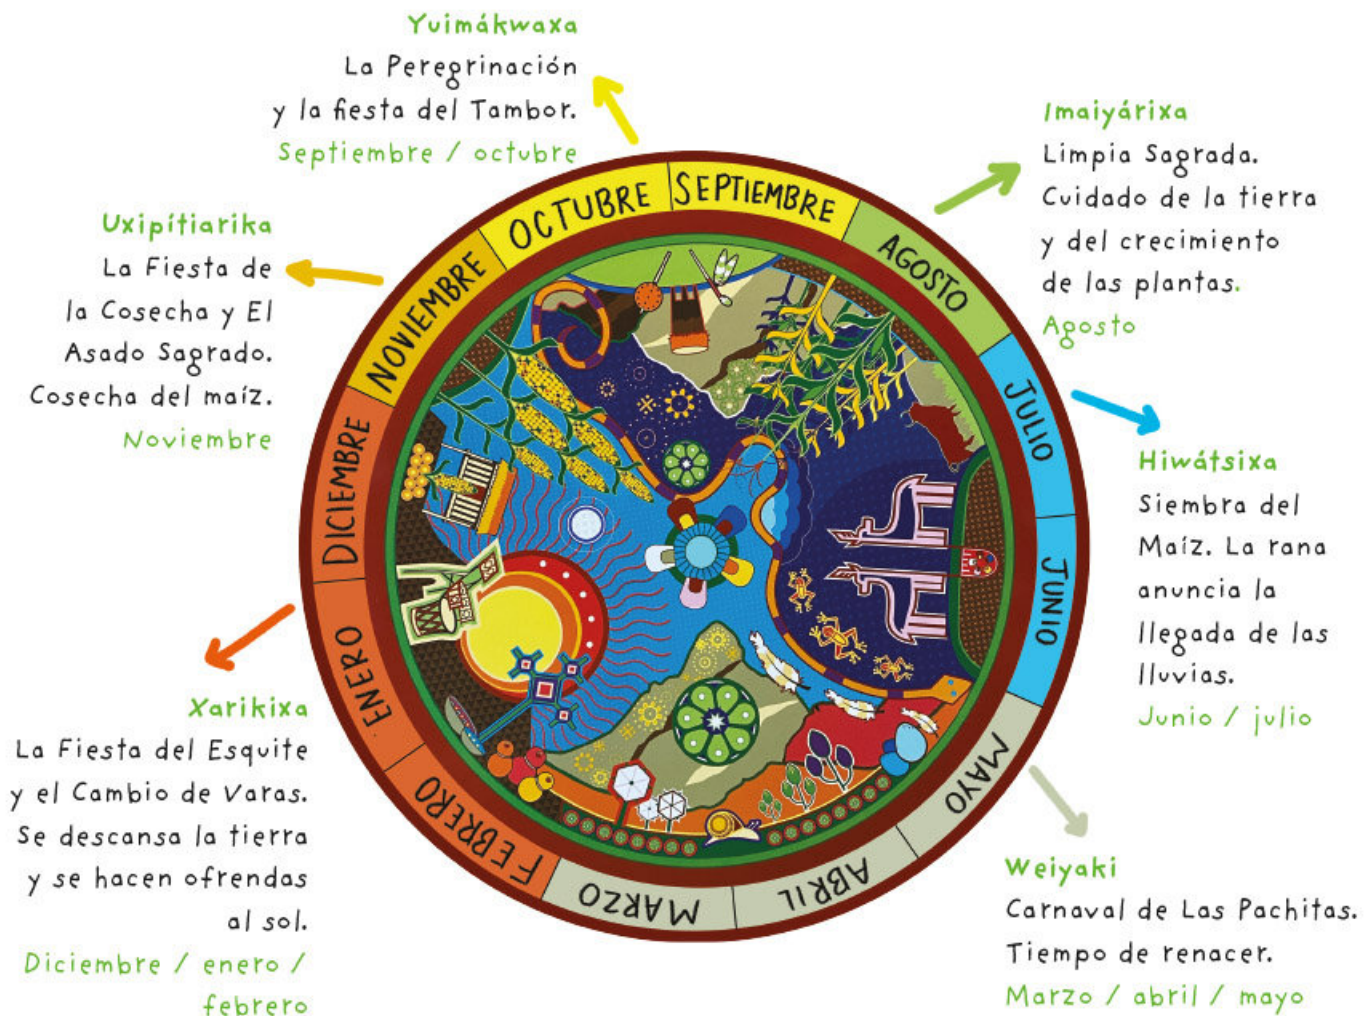 Yuimákwaxa
La Peregrinación
y la fiesta del Tambor.
Septiembre / octubre
Imaiyárixa
Limpia Sagrada.
Cuidado de la tierra
y del crecimiento
de las plantas.
Agosto
Uxipítiarika
La Fiesta de
la Cosecha y El
Asado Sagrado.
Cosecha del maíz.
Noviembre
Hiwátsixa
Siembra del
Maíz. La rana
anuncia la
llegada de las
lluvias.
Junio / julio
Xarikixa
La Fiesta del Esquite
y el Cambio de Varas.
Se descansa la tierra
y se hacen ofrendas
al sol.
Diciembre / enero /
febrero
Weiyaki
Carnaval de Las Pachitas.
Tiempo de renacer.
Marzo / abril / mayo
SEPTIEMBRE
AGOSTO
JULIO
JUNIO
MAYO
ABRIL
MARZO
FEBRERO
ENERO
DICIEMBRE
NOVIEMBRE
OCTUBRE